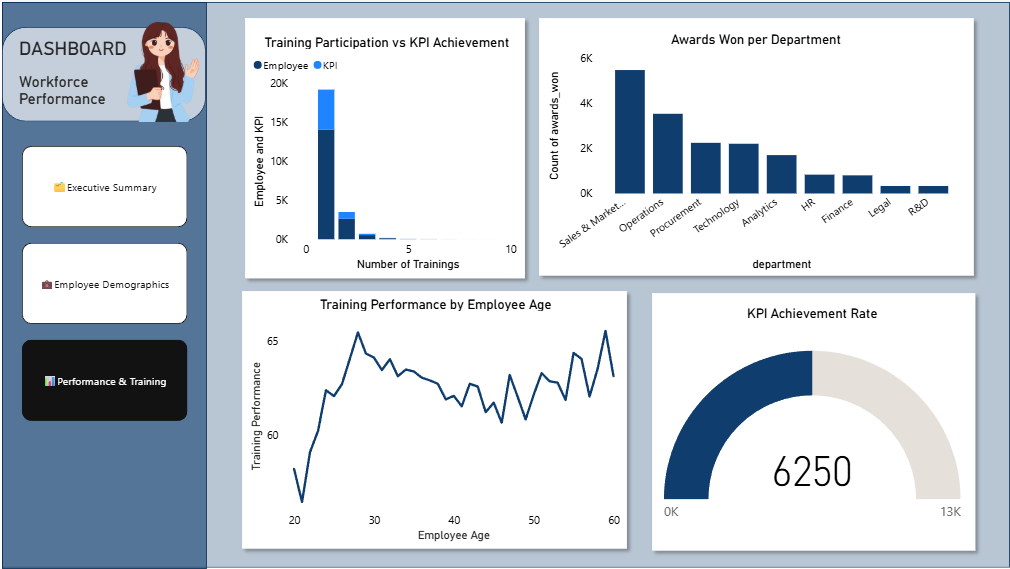 DASHBOARD
Workforce
Performance
Executive Summary
Employee Demographics
Performance & Training
Training Participation vs KPI Achievement
Employee KPI
20K
15K
10K
5K
0K
Employee and KPI
0 5 10
Number of Trainings
Awards Won per Department
6K
4K
2K
0K
Count of awards_won
Sales & Market...
Operations
Procurement
Technology
Analytics
HR
Finance
Legal
R&D
department
Training Performance by Employee Age
65
60
Training Performance
20 30 40 50 60
Employee Age
KPI Achievement Rate
6250
0K 13K